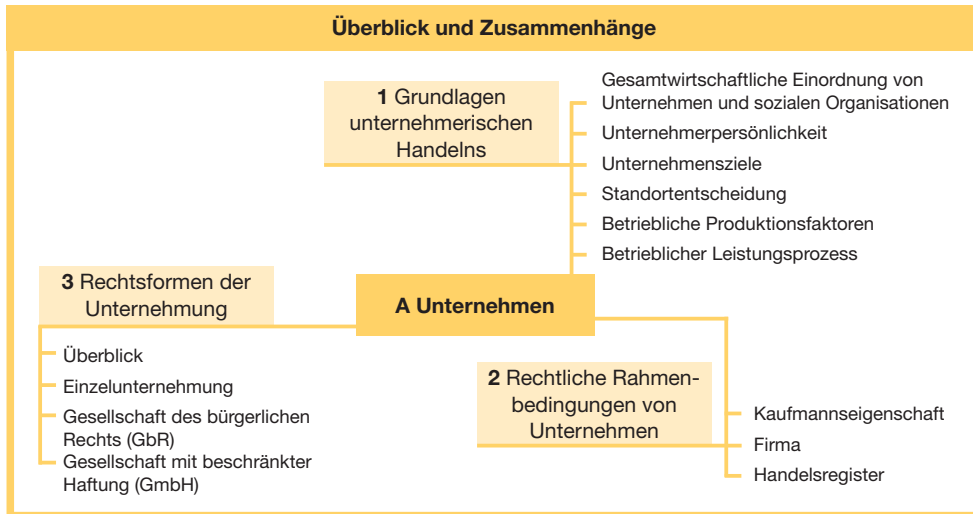 Überblick und Zusammenhänge
1 Grundlagen
unternehmerischen
Handelns
Gesamtwirtschaftliche Einordnung von
Unternehmen und sozialen Organisationen
Unternehmerpersönlichkeit
Unternehmensziele
Standortentscheidung
Betriebliche Produktionsfaktoren
Betrieblicher Leistungsprozess
3 Rechtsformen der
Unternehmung
A Unternehmen
Überblick
Einzelunternehmung
Gesellschaft des bürgerlichen
Rechts (GbR)
Gesellschaft mit beschränkter
Haftung (GmbH)
2 Rechtliche Rahmen-
bedingungen von
Unternehmen
Kaufmannseigenschaft
Firma
Handelsregister